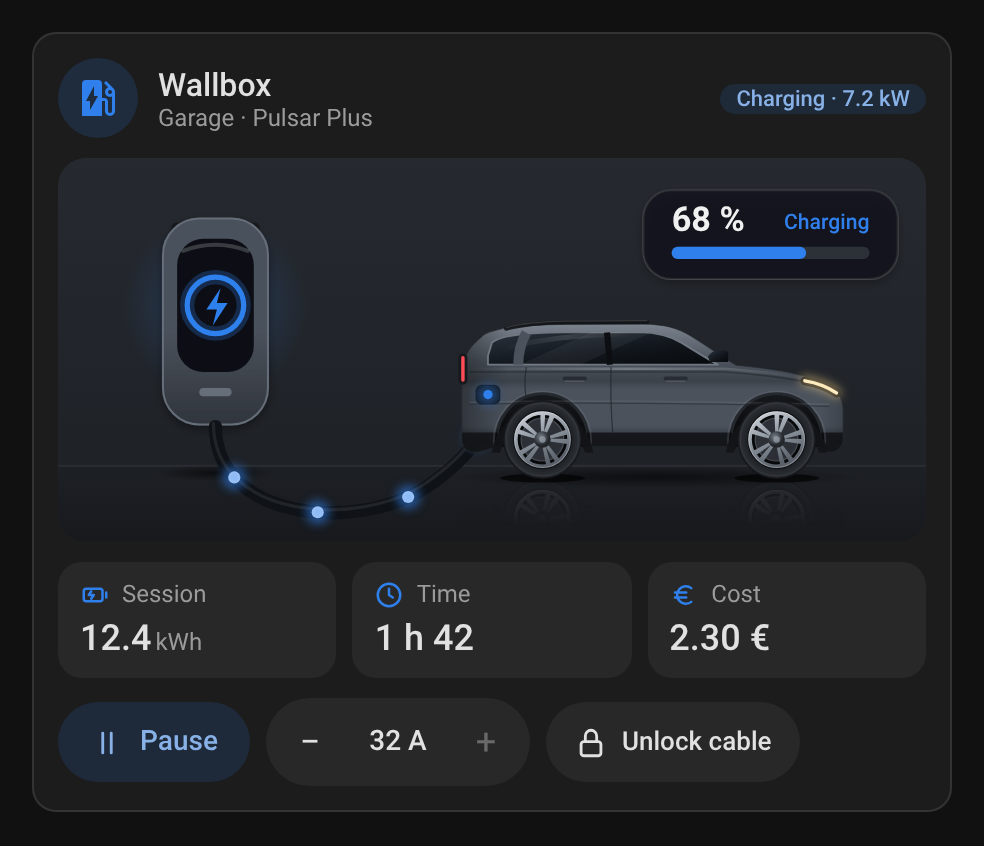 Wallbox
Garage · Pulsar Plus
Charging · 7.2 kW
68 % Charging
Session
12.4 kWh
Time
1 h 42
Cost
2.30 €
Pause
− 32 A +
Unlock cable